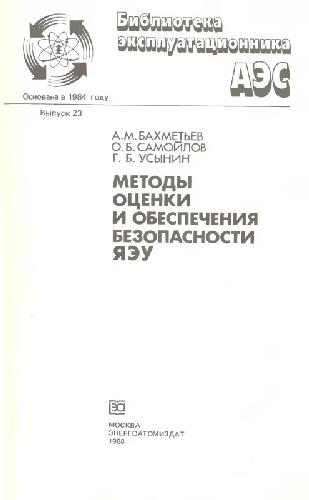 Библиотека
эксплуатационника
АЭС
Основана в 1984 году
Выпуск 23
А. М. БАХМЕТЬЕВ
О. Б. САМОЙЛОВ
Г. Б. УСЫНИН
МЕТОДЫ
ОЦЕНКИ
И ОБЕСПЕЧЕНИЯ
БЕЗОПАСНОСТИ
ЯЭУ
МОСКВА
ЭНЕРГОАТОМИЗДАТ
1988